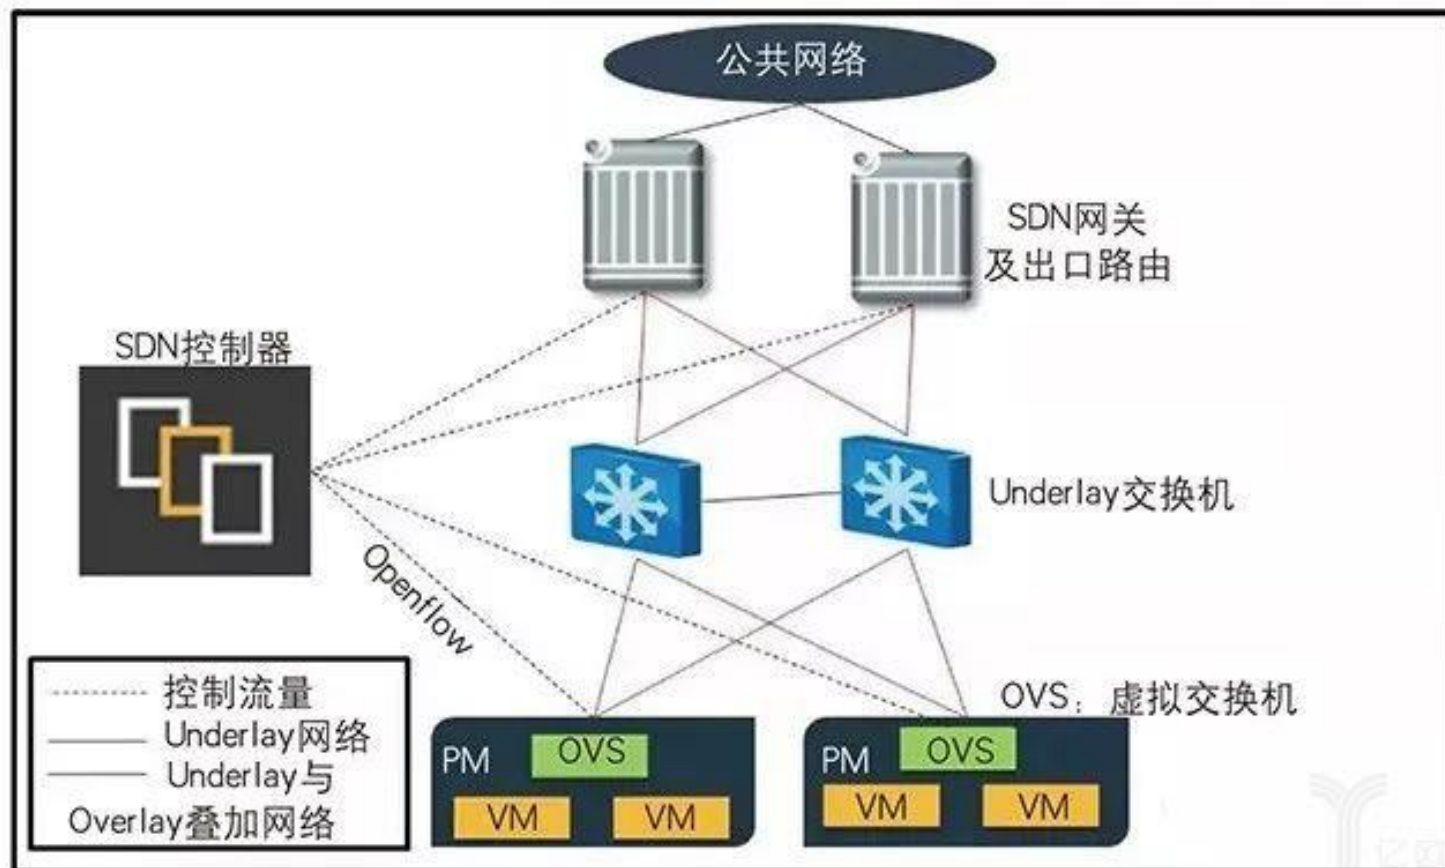 公共网络
SDN网关
及出口路由
SDN控制器
Underlay交换机
Openflow
控制流量
Underlay网络
Underlay与
Overlay叠加网络
OVS：虚拟交换机
PM
OVS
VM
VM
PM
OVS
VM
VM